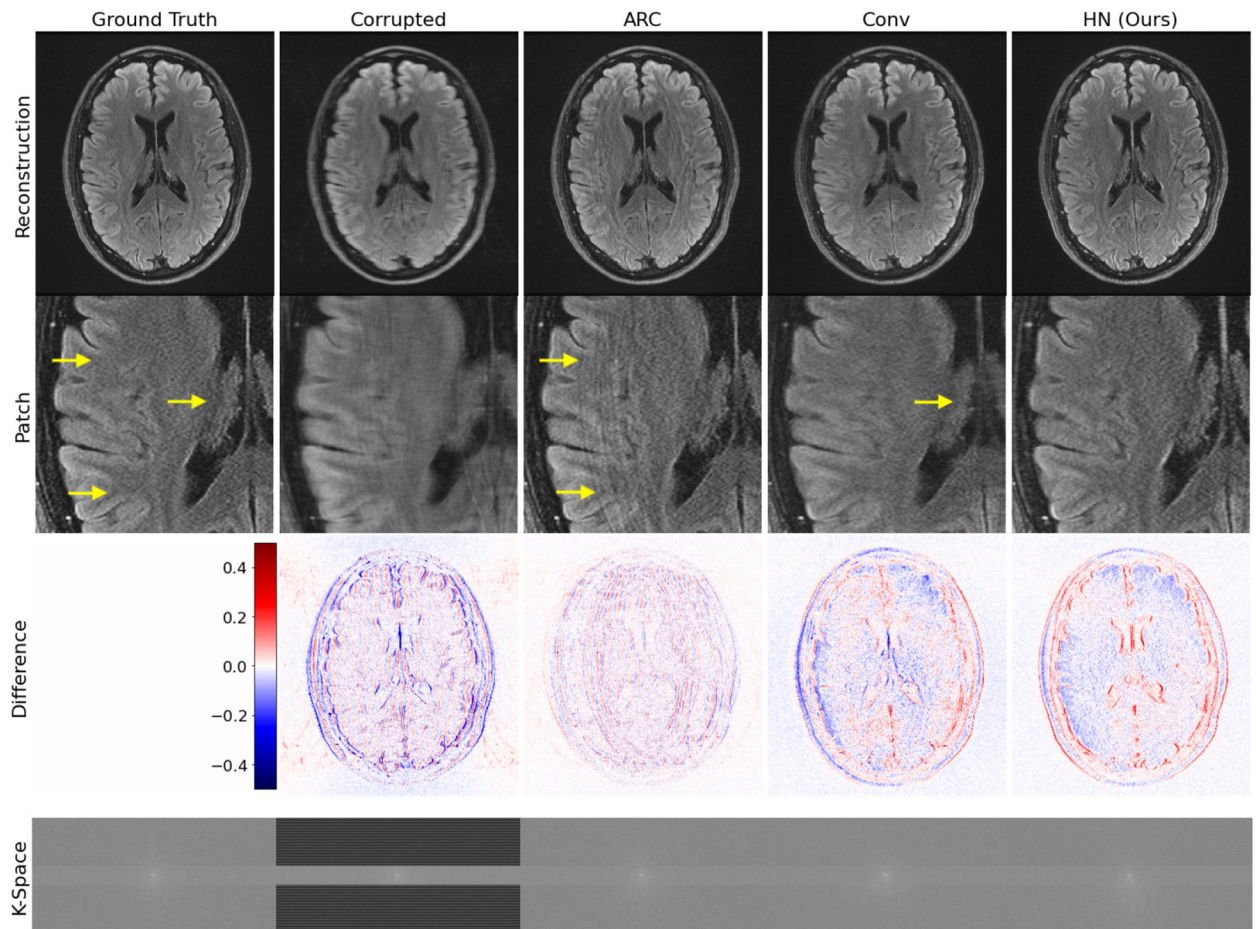 Ground Truth Corrupted ARC Conv HN (Ours)
Reconstruction
Patch
Difference
0.4
0.2
0.0
−0.2
−0.4
K-Space